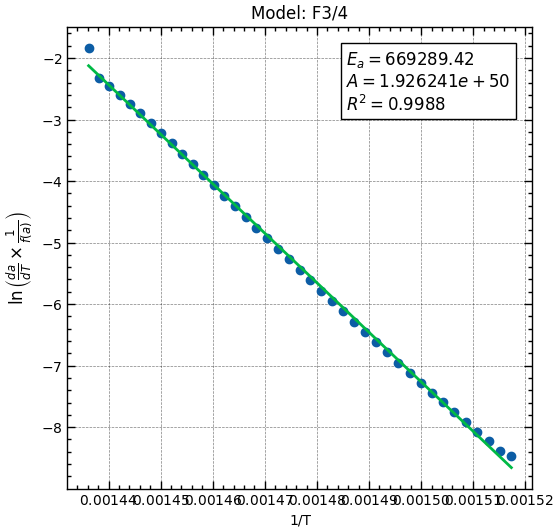 Model: F3/4
E_a = 669289.42
A = 1.926241e + 50
R^2 = 0.9988
−2
−3
−4
−5
−6
−7
−8
ln (da/dT × 1/f(a))
0.00144 0.00145 0.00146 0.00147 0.00148 0.00149 0.00150 0.00151 0.00152
1/T